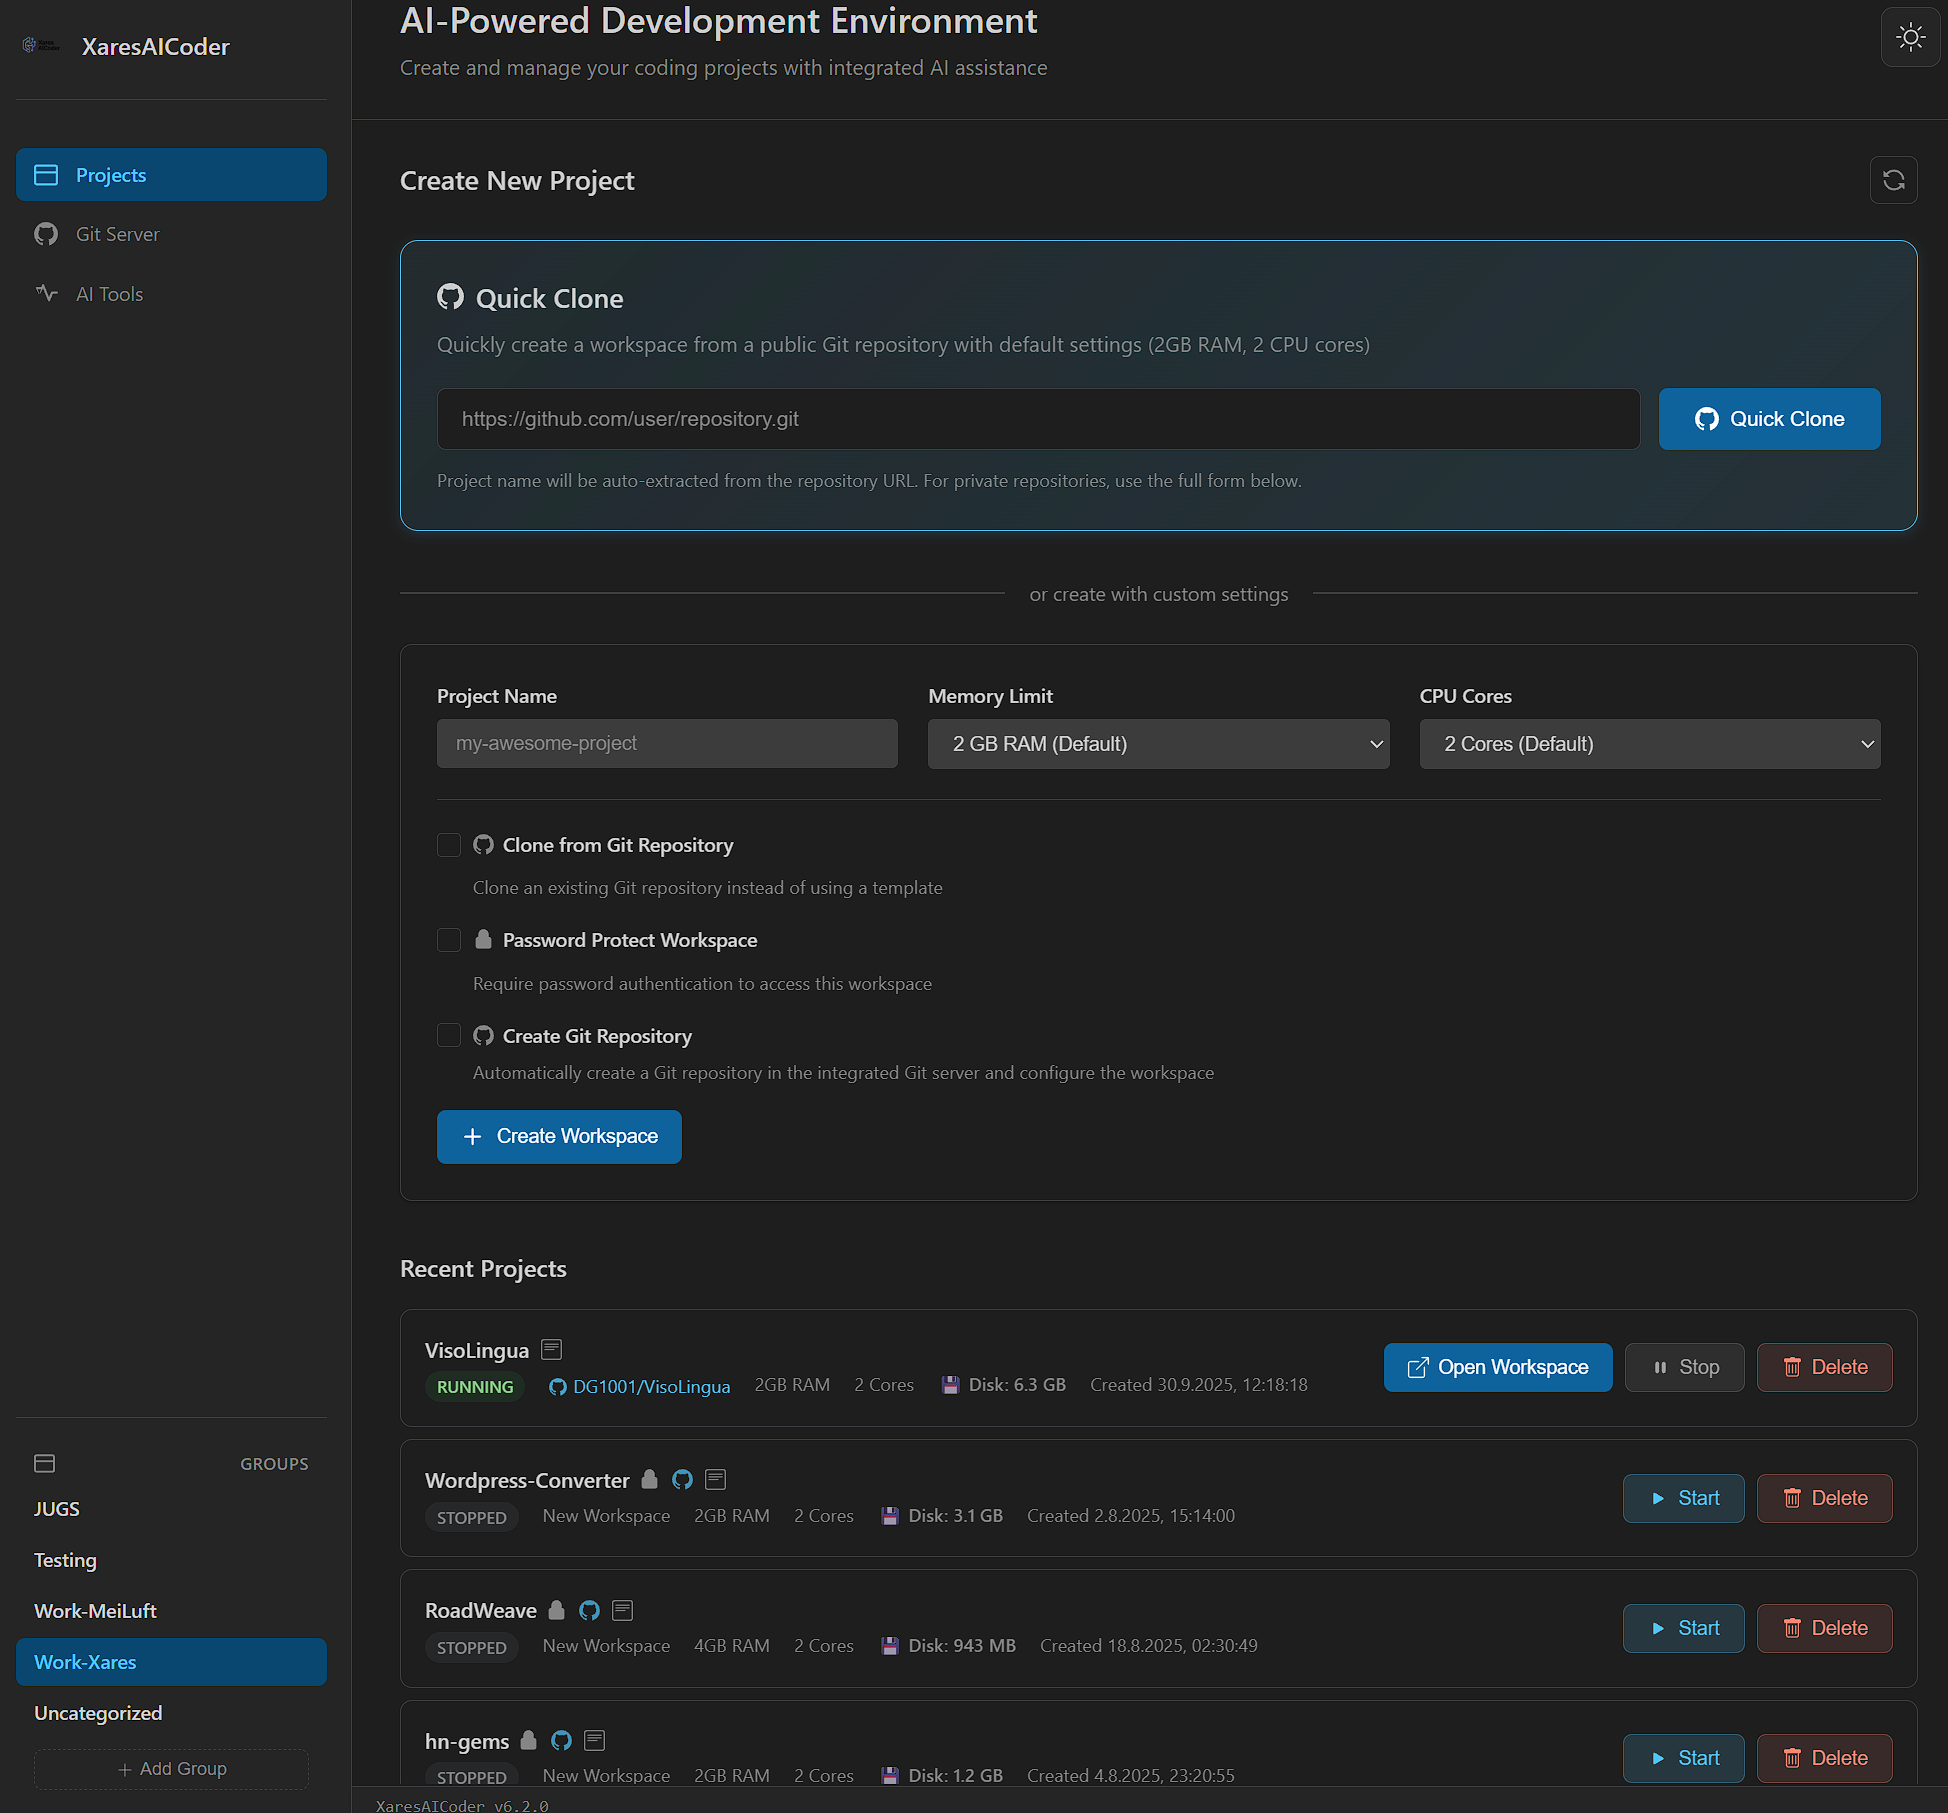 XaresAICoder
Projects
Git Server
AI Tools
GROUPS
JUGS
Testing
Work-MeiLuft
Work-Xares
Uncategorized
+ Add Group
AI-Powered Development Environment
Create and manage your coding projects with integrated AI assistance
Create New Project
Quick Clone
Quickly create a workspace from a public Git repository with default settings (2GB RAM, 2 CPU cores)
https://github.com/user/repository.git
Quick Clone
Project name will be auto-extracted from the repository URL. For private repositories, use the full form below.
or create with custom settings
Project Name Memory Limit CPU Cores
my-awesome-project 2 GB RAM (Default) 2 Cores (Default)
Clone from Git Repository
Clone an existing Git repository instead of using a template
Password Protect Workspace
Require password authentication to access this workspace
Create Git Repository
Automatically create a Git repository in the integrated Git server and configure the workspace
+ Create Workspace
Recent Projects
VisoLingua
RUNNING DG1001/VisoLingua 2GB RAM 2 Cores Disk: 6.3 GB Created 30.9.2025, 12:18:18
Open Workspace Stop Delete
Wordpress-Converter
STOPPED New Workspace 2GB RAM 2 Cores Disk: 3.1 GB Created 2.8.2025, 15:14:00
Start Delete
RoadWeave
STOPPED New Workspace 4GB RAM 2 Cores Disk: 943 MB Created 18.8.2025, 02:30:49
Start Delete
hn-gems
STOPPED New Workspace 2GB RAM 2 Cores Disk: 1.2 GB Created 4.8.2025, 23:20:55
Start Delete
XaresAICoder v6.2.0